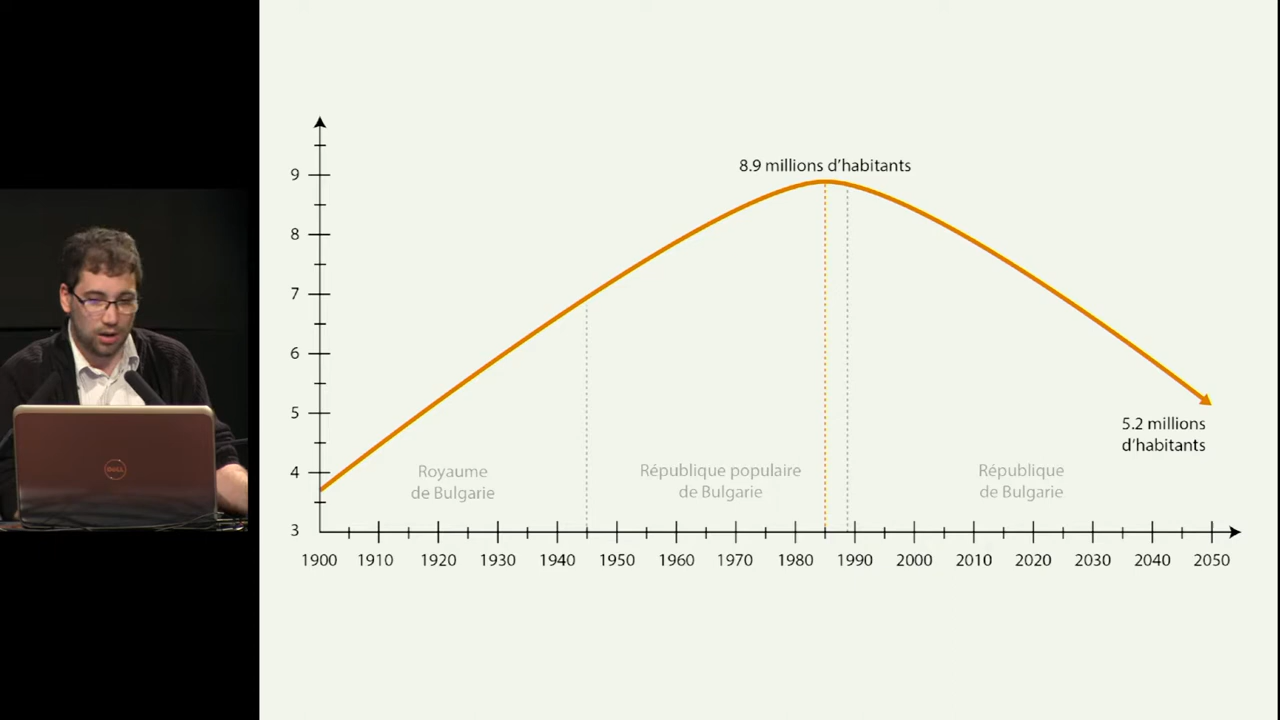 8.9 millions d'habitants
9
8
7
6
5
4
3
5.2 millions
d'habitants
Royaume
de Bulgarie
République populaire
de Bulgarie
République
de Bulgarie
1900 1910 1920 1930 1940 1950 1960 1970 1980 1990 2000 2010 2020 2030 2040 2050
DELL